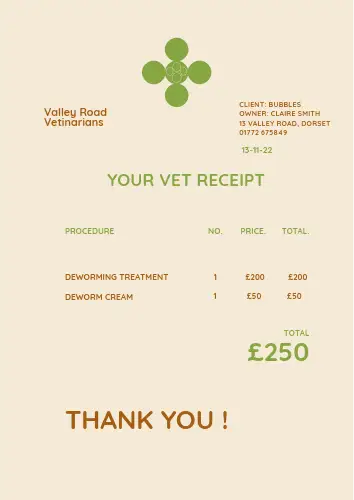 Valley Road
Vetinarians
CLIENT: BUBBLES
OWNER: CLAIRE SMITH
13 VALLEY ROAD, DORSET
01772 675849
13-11-22
YOUR VET RECEIPT
PROCEDURE NO. PRICE. TOTAL.
DEWORMING TREATMENT 1 £200 £200
DEWORM CREAM 1 £50 £50
TOTAL
£250
THANK YOU !